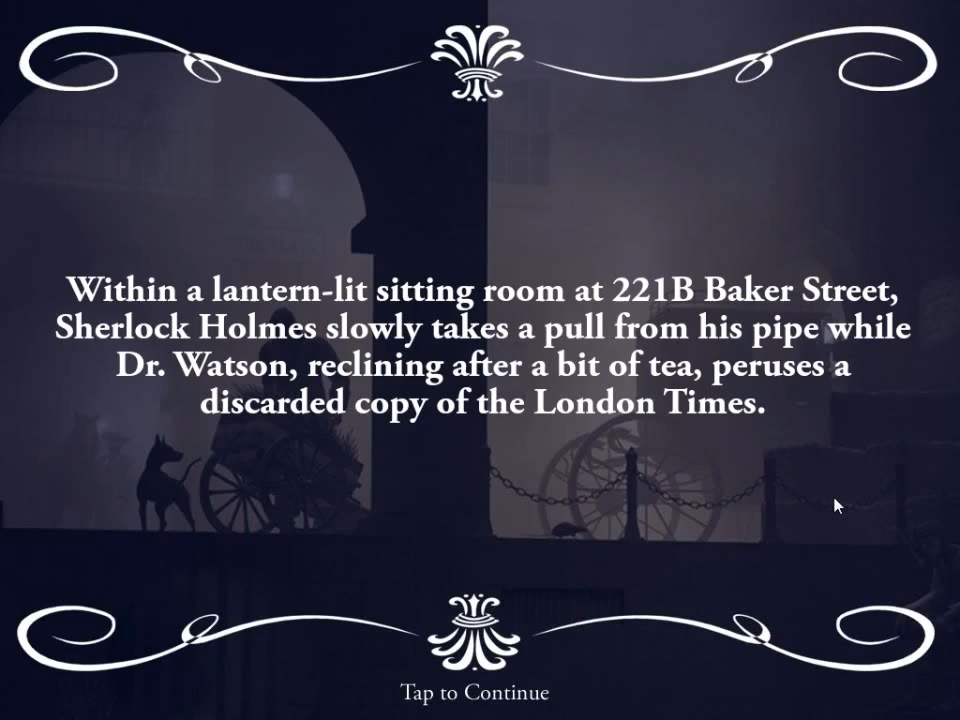 Within a lantern-lit sitting room at 221B Baker Street,
Sherlock Holmes slowly takes a pull from his pipe while
Dr. Watson, reclining after a bit of tea, peruses a
discarded copy of the London Times.
Tap to Continue